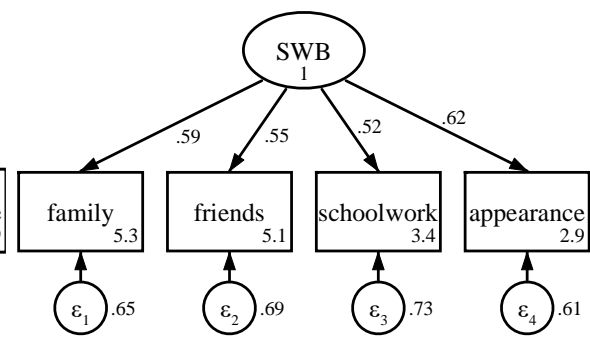 SWB
1
.59
.55
.52
.62
family
5.3
friends
5.1
schoolwork
3.4
appearance
2.9
ε1
.65
ε2
.69
ε3
.73
ε4
.61